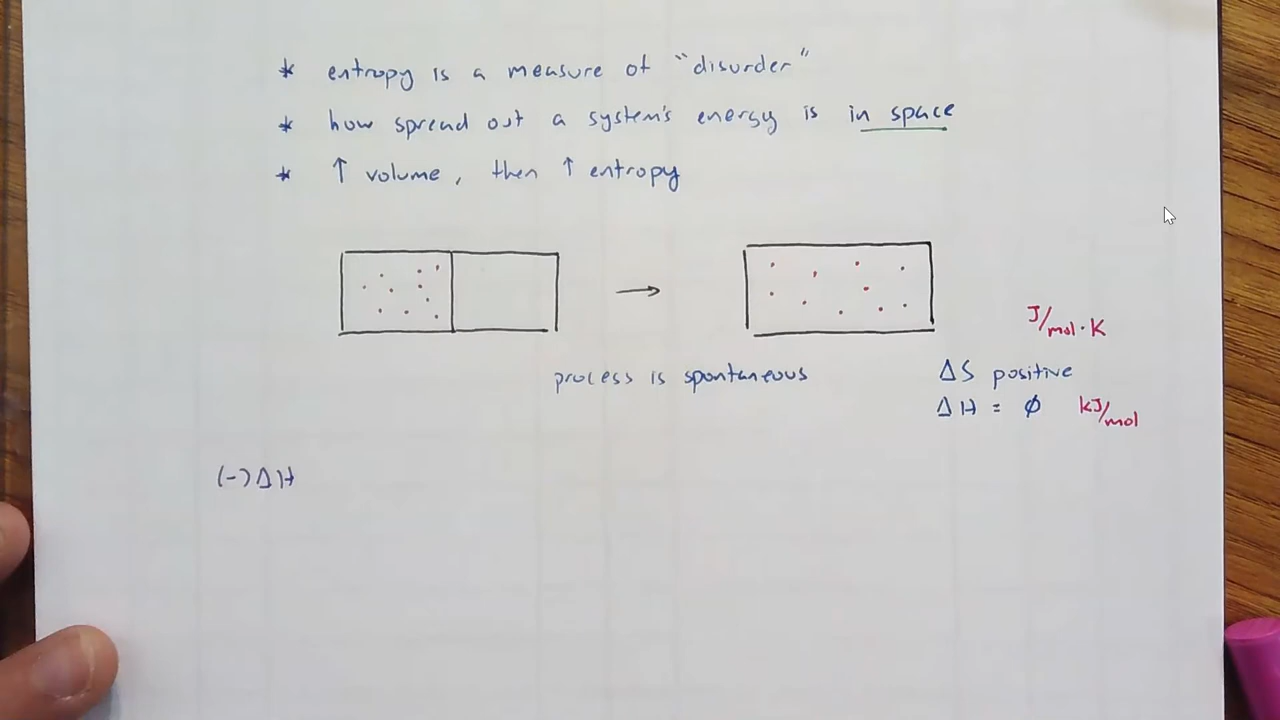 * entropy is a measure of "disorder"
* how spread out a system's energy is in space
* ↑ volume, then ↑ entropy
→
J/mol·K
process is spontaneous
ΔS positive
ΔH = ϕ kJ/mol
(-)ΔH